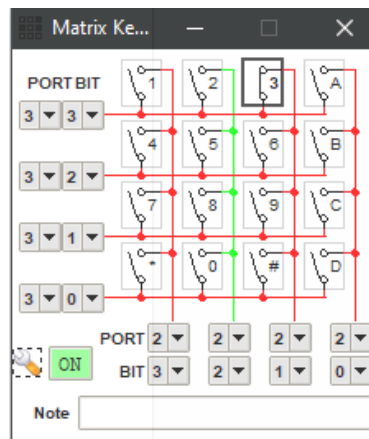 Matrix Ke...
1 2 3 A
PORT BIT
3 3
4 5 6 B
3 2
7 8 9 C
3 1
* 0 # D
3 0
PORT 2 2 2 2
ON BIT 3 2 1 0
Note